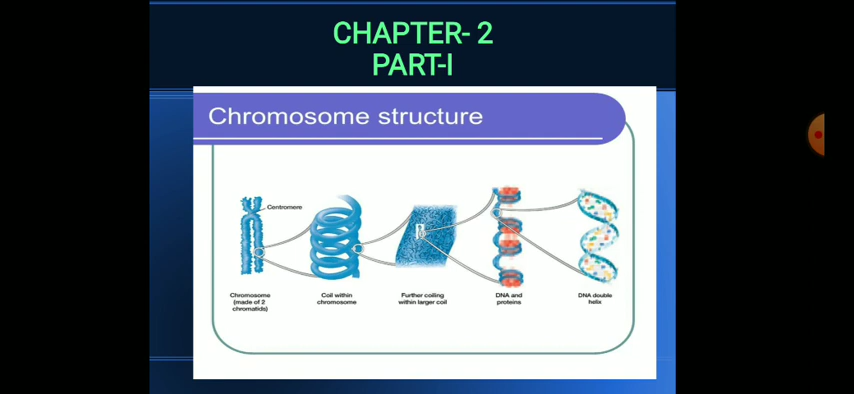 CHAPTER- 2
PART-I
Chromosome structure
Centromere
Chromosome
(made of 2
chromatids)
Coil within
chromosome
Further coiling
within larger coil
DNA and
proteins
DNA double
helix